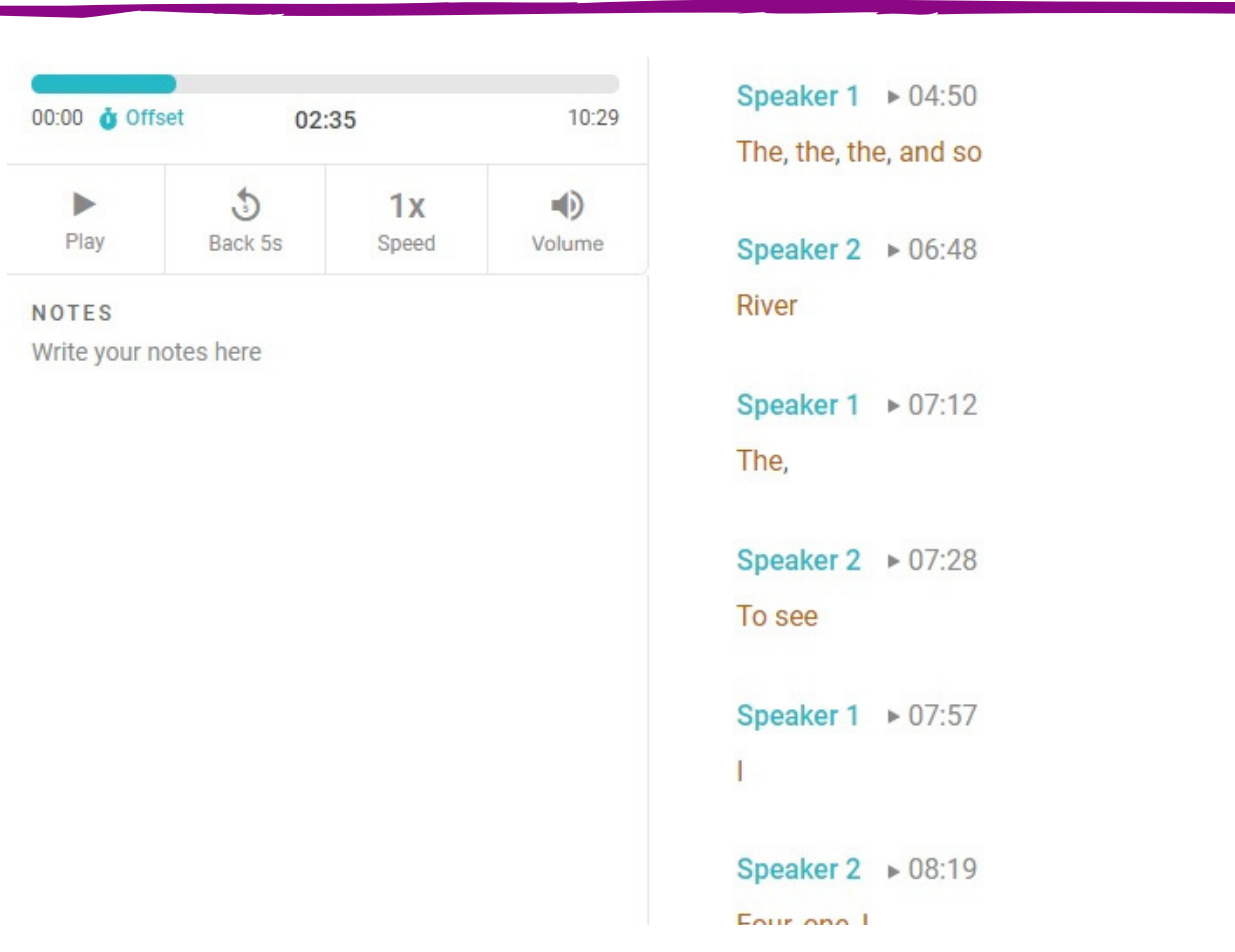 00:00 Offset 02:35 10:29
Play Back 5s 1x Speed Volume
NOTES
Write your notes here
Speaker 1 04:50
The, the, the, and so
Speaker 2 06:48
River
Speaker 1 07:12
The,
Speaker 2 07:28
To see
Speaker 1 07:57
I
Speaker 2 08:19
Four, one, I